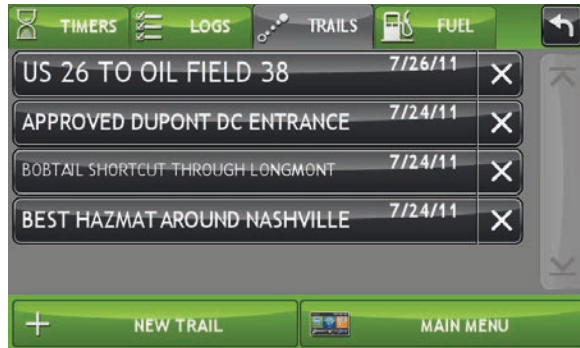 TIMERS LOGS TRAILS FUEL
US 26 TO OIL FIELD 38 7/26/11
APPROVED DUPONT DC ENTRANCE 7/24/11
BOBTAIL SHORTCUT THROUGH LONGMONT 7/24/11
BEST HAZMAT AROUND NASHVILLE 7/24/11
NEW TRAIL MAIN MENU